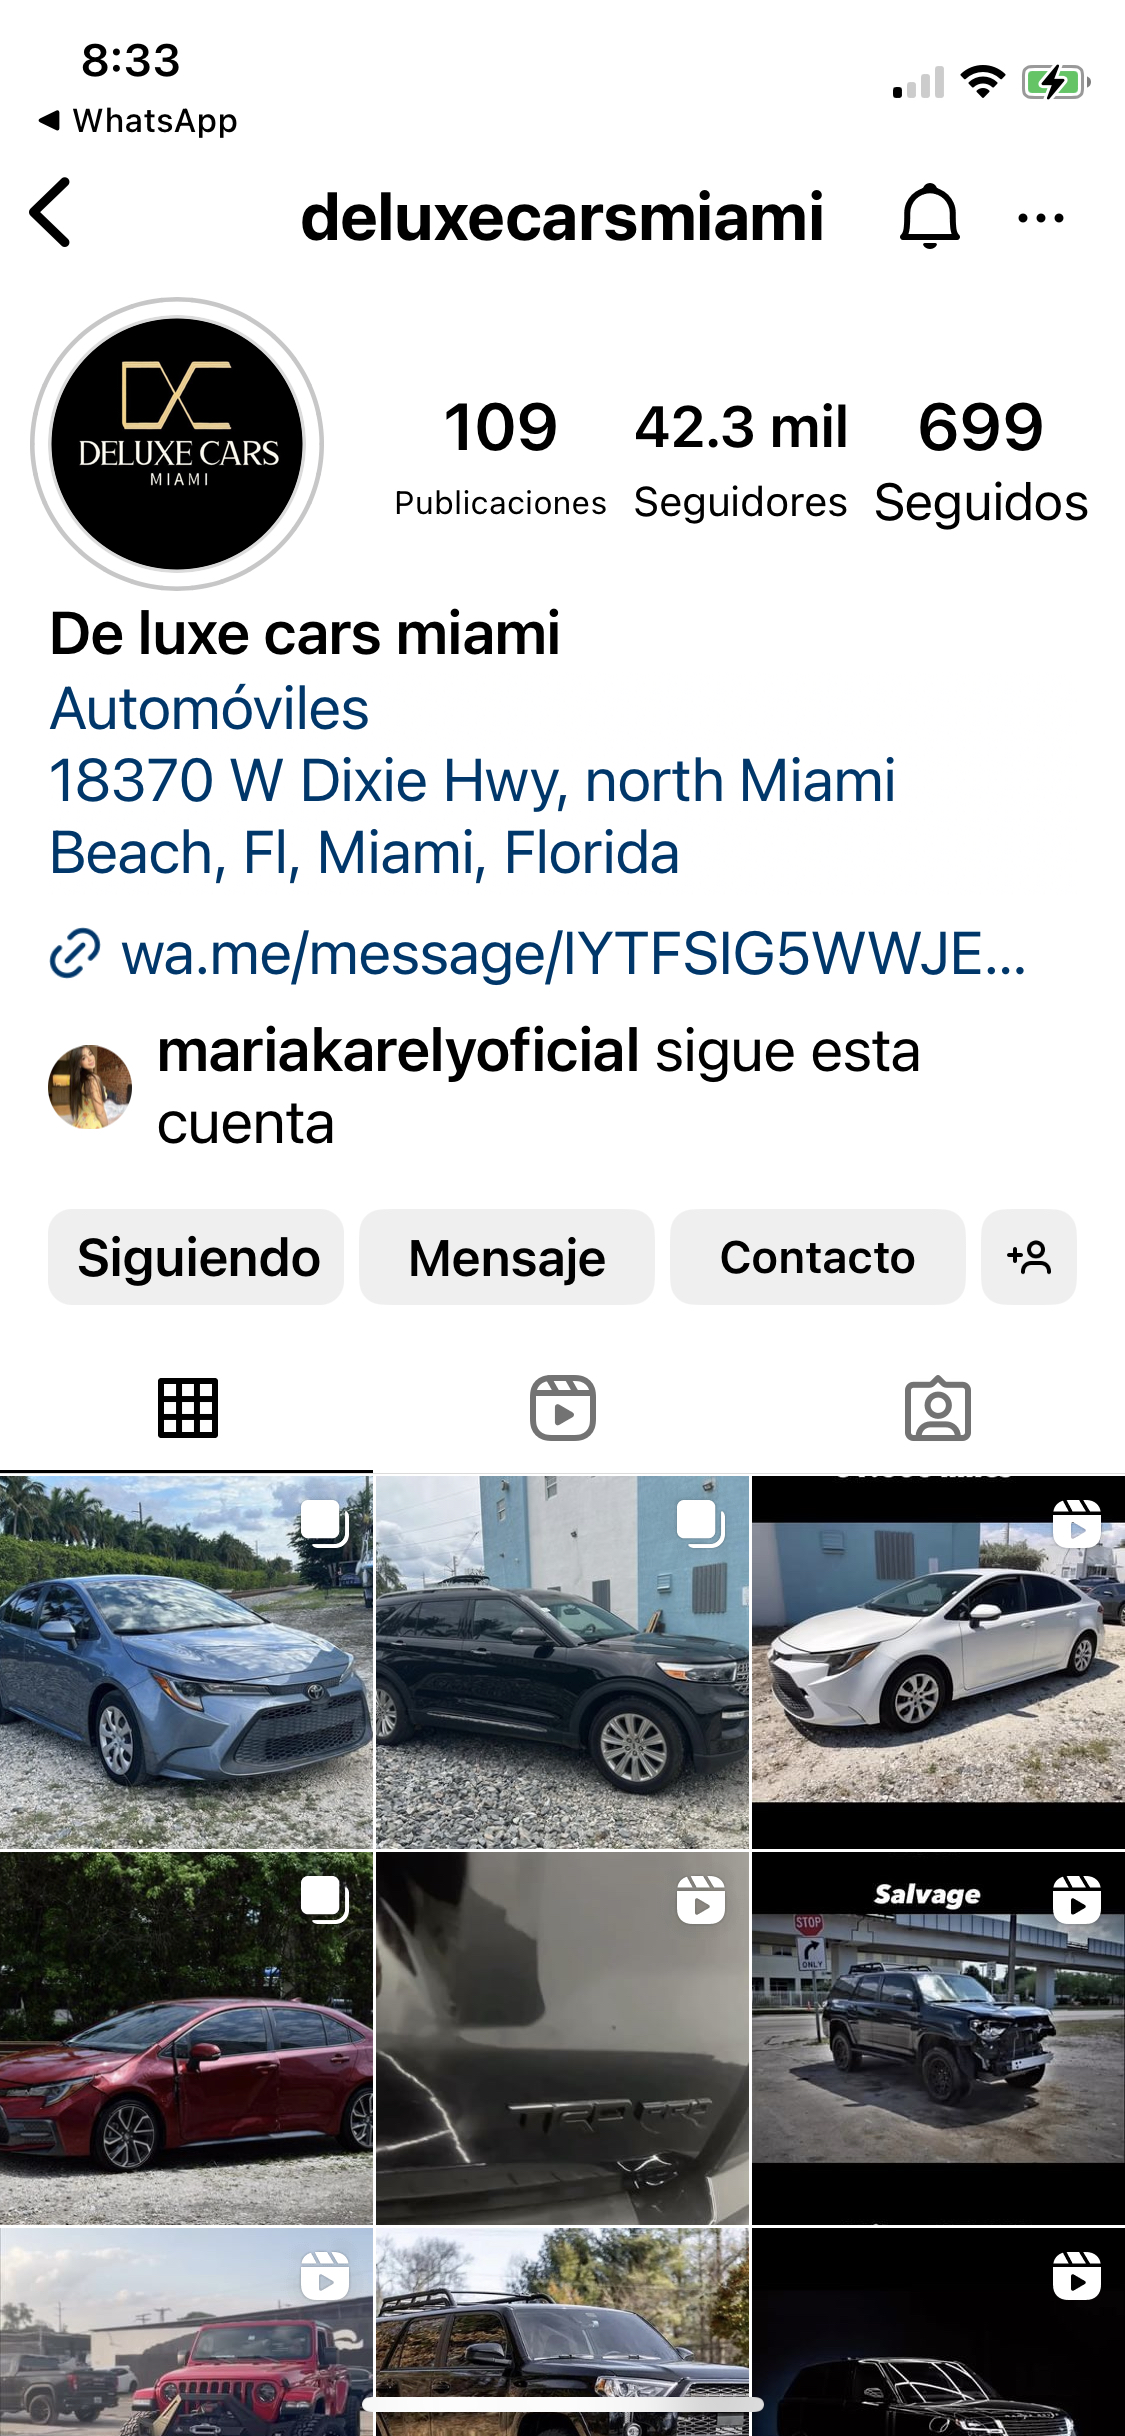 8:33
WhatsApp
deluxecarsmiami
DC
DELUXE CARS
MIAMI
109
42.3 mil
699
Publicaciones
Seguidores
Seguidos
De luxe cars miami
Automóviles
18370 W Dixie Hwy, north Miami
Beach, Fl, Miami, Florida
wa.me/message/IYTFSIG5WWJE...
mariakarelyoficial sigue esta
cuenta
Siguiendo
Mensaje
Contacto
Salvage
STOP
ONLY
TRD